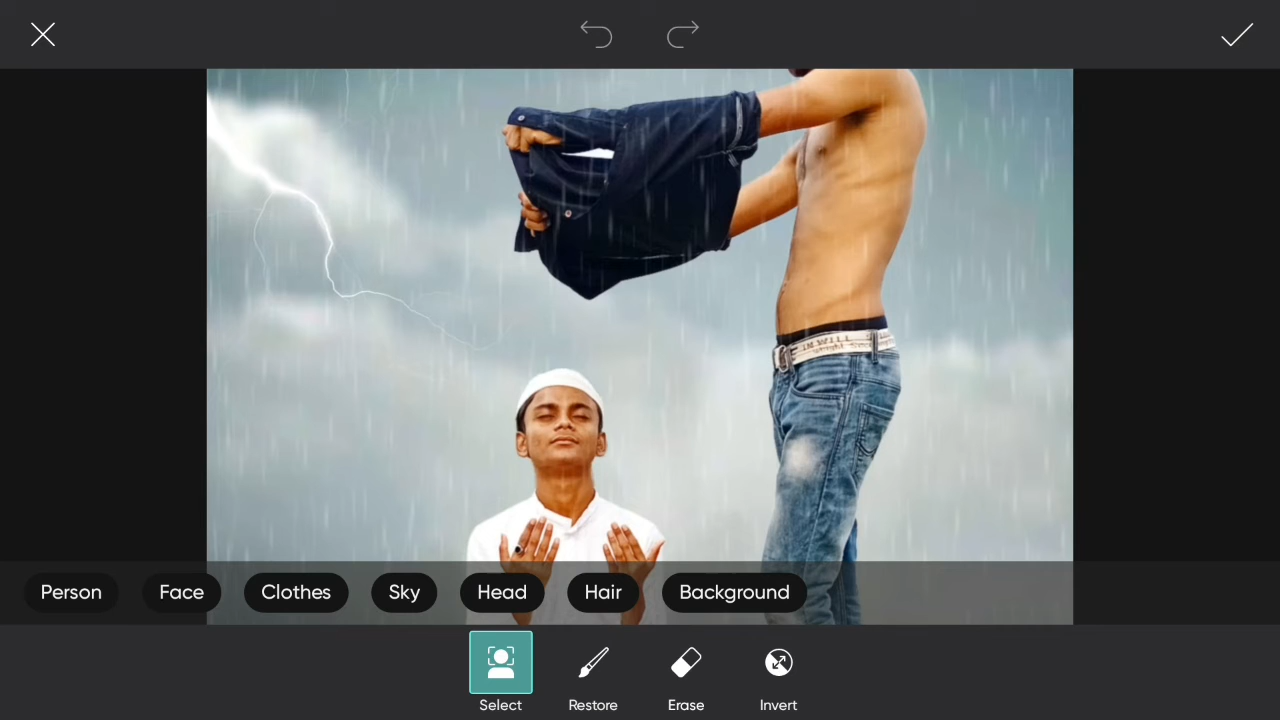 Person Face Clothes Sky Head Hair Background
Select Restore Erase Invert